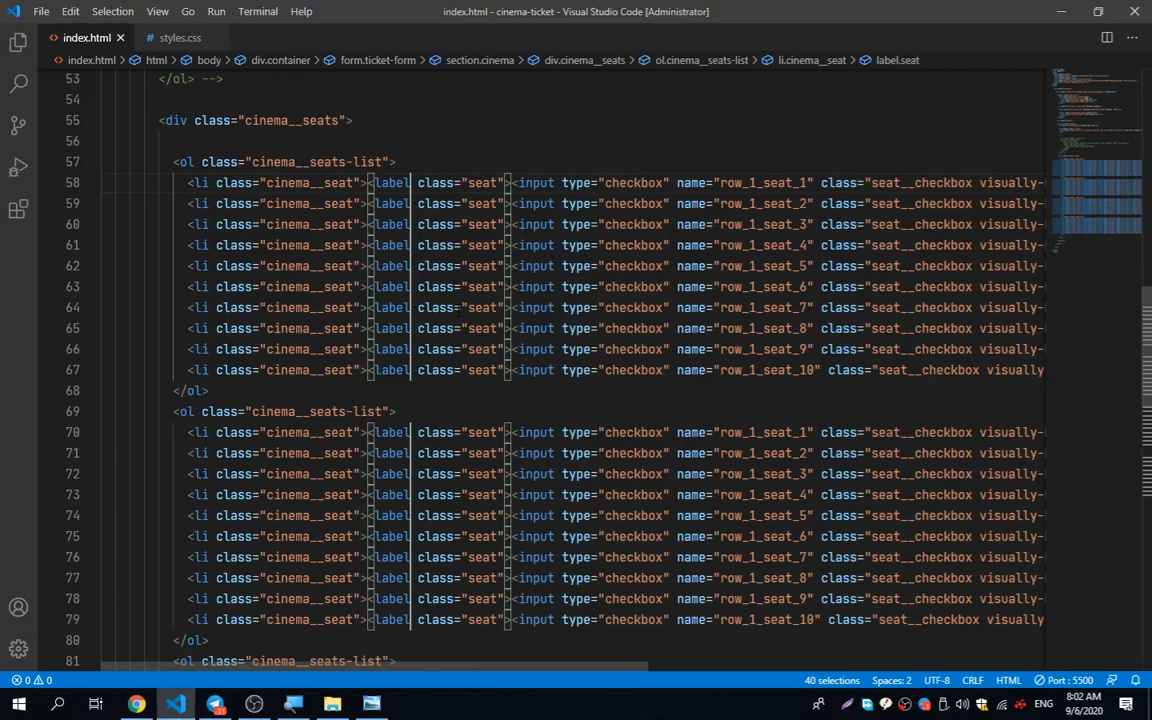 File Edit Selection View Go Run Terminal Help index.html - cinema-ticket - Visual Studio Code [Administrator]
<> index.html × styles.css
<> index.html > html > body > div.container > form.ticket-form > section.cinema > div.cinema__seats > ol.cinema__seats-list > li.cinema__seat > label.seat
53 </ol> -->
54
55 <div class="cinema__seats">
56
57 <ol class="cinema__seats-list">
58 <li class="cinema__seat"><label class="seat"><input type="checkbox" name="row_1_seat_1" class="seat__checkbox visually-
59 <li class="cinema__seat"><label class="seat"><input type="checkbox" name="row_1_seat_2" class="seat__checkbox visually-
60 <li class="cinema__seat"><label class="seat"><input type="checkbox" name="row_1_seat_3" class="seat__checkbox visually-
61 <li class="cinema__seat"><label class="seat"><input type="checkbox" name="row_1_seat_4" class="seat__checkbox visually-
62 <li class="cinema__seat"><label class="seat"><input type="checkbox" name="row_1_seat_5" class="seat__checkbox visually-
63 <li class="cinema__seat"><label class="seat"><input type="checkbox" name="row_1_seat_6" class="seat__checkbox visually-
64 <li class="cinema__seat"><label class="seat"><input type="checkbox" name="row_1_seat_7" class="seat__checkbox visually-
65 <li class="cinema__seat"><label class="seat"><input type="checkbox" name="row_1_seat_8" class="seat__checkbox visually-
66 <li class="cinema__seat"><label class="seat"><input type="checkbox" name="row_1_seat_9" class="seat__checkbox visually-
67 <li class="cinema__seat"><label class="seat"><input type="checkbox" name="row_1_seat_10" class="seat__checkbox visually
68 </ol>
69 <ol class="cinema__seats-list">
70 <li class="cinema__seat"><label class="seat"><input type="checkbox" name="row_1_seat_1" class="seat__checkbox visually-
71 <li class="cinema__seat"><label class="seat"><input type="checkbox" name="row_1_seat_2" class="seat__checkbox visually-
72 <li class="cinema__seat"><label class="seat"><input type="checkbox" name="row_1_seat_3" class="seat__checkbox visually-
73 <li class="cinema__seat"><label class="seat"><input type="checkbox" name="row_1_seat_4" class="seat__checkbox visually-
74 <li class="cinema__seat"><label class="seat"><input type="checkbox" name="row_1_seat_5" class="seat__checkbox visually-
75 <li class="cinema__seat"><label class="seat"><input type="checkbox" name="row_1_seat_6" class="seat__checkbox visually-
76 <li class="cinema__seat"><label class="seat"><input type="checkbox" name="row_1_seat_7" class="seat__checkbox visually-
77 <li class="cinema__seat"><label class="seat"><input type="checkbox" name="row_1_seat_8" class="seat__checkbox visually-
78 <li class="cinema__seat"><label class="seat"><input type="checkbox" name="row_1_seat_9" class="seat__checkbox visually-
79 <li class="cinema__seat"><label class="seat"><input type="checkbox" name="row_1_seat_10" class="seat__checkbox visually
80 </ol>
81 <ol class="cinema__seats-list">
0 0 40 selections Spaces: 2 UTF-8 CRLF HTML Port : 5500
ENG 8:02 AM
9/6/2020